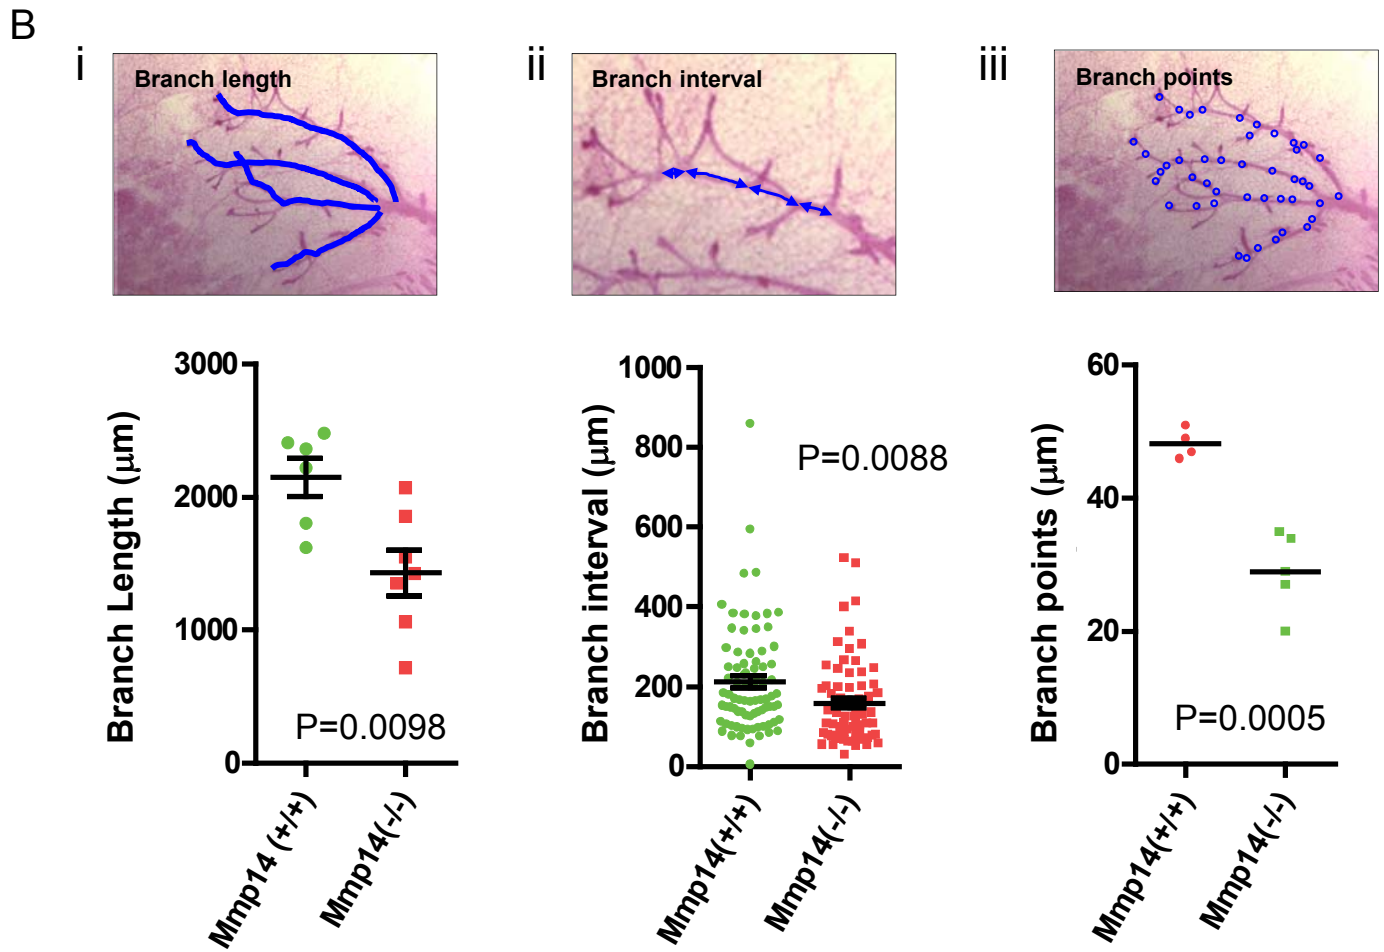 B
i
ii
iii
Branch length
Branch interval
Branch points
Branch Length (μm)
3000
2000
1000
0
P=0.0098
Mmp14 (+/+)
Mmp14(-/-)
Branch interval (μm)
1000
800
600
400
200
0
P=0.0088
Mmp14(+/+)
Mmp14(-/-)
Branch points (μm)
60
40
20
0
P=0.0005
Mmp14(+/+)
Mmp14(-/-)